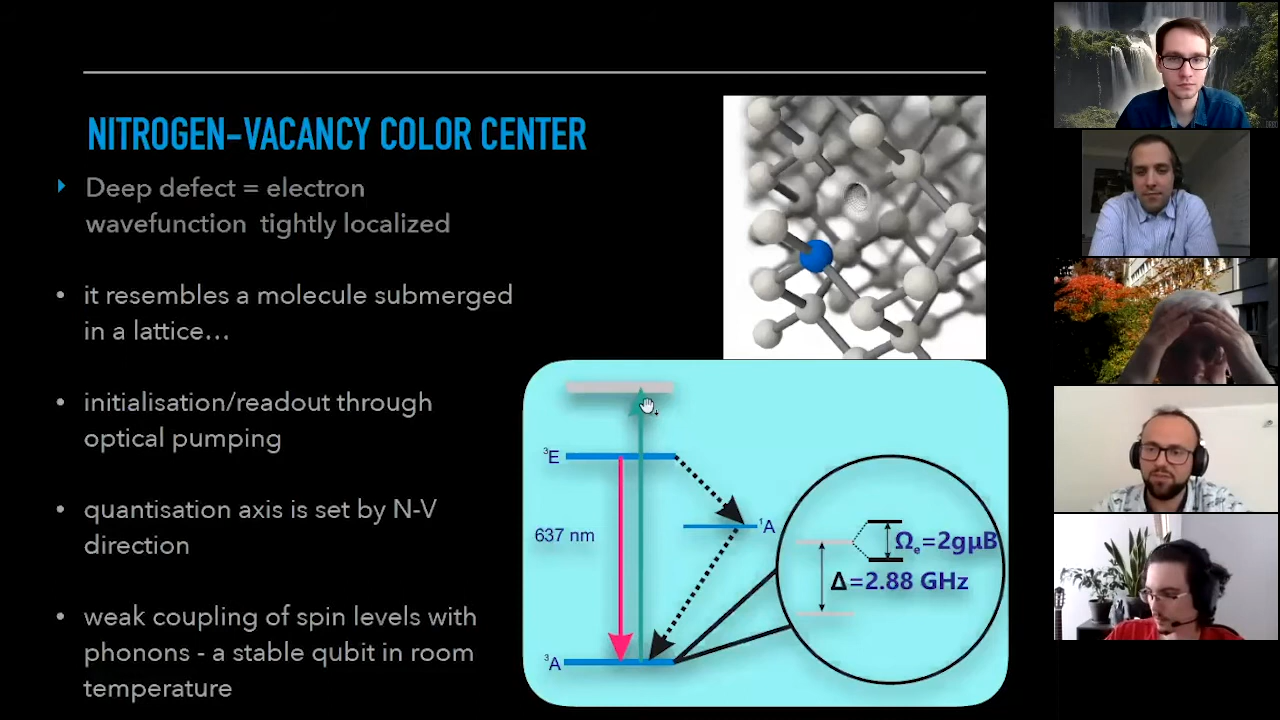 NITROGEN-VACANCY COLOR CENTER
Deep defect = electron
wavefunction tightly localized
• it resembles a molecule submerged
in a lattice...
• initialisation/readout through
optical pumping
• quantisation axis is set by N-V
direction
• weak coupling of spin levels with
phonons - a stable qubit in room
temperature
³E
637 nm
¹A
³A
Ωe=2gμB
Δ=2.88 GHz